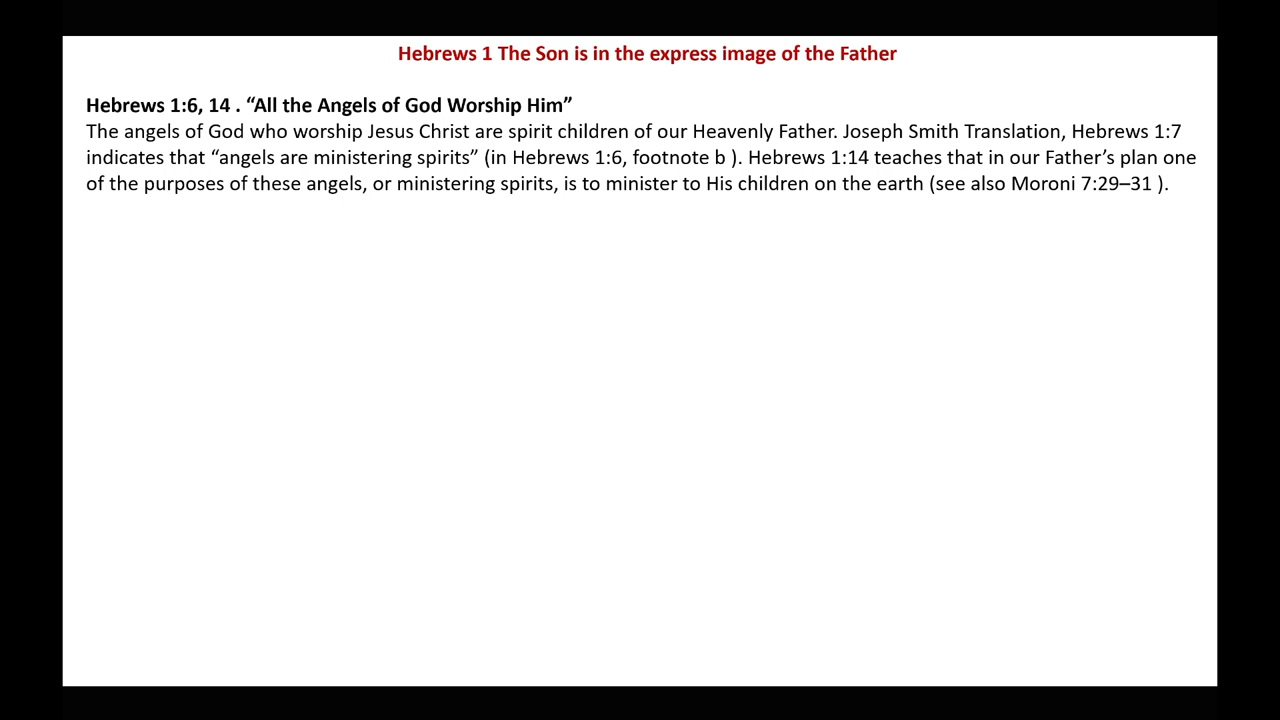 Hebrews 1 The Son is in the express image of the Father
Hebrews 1:6, 14 . “All the Angels of God Worship Him”
The angels of God who worship Jesus Christ are spirit children of our Heavenly Father. Joseph Smith Translation, Hebrews 1:7
indicates that “angels are ministering spirits” (in Hebrews 1:6, footnote b ). Hebrews 1:14 teaches that in our Father’s plan one
of the purposes of these angels, or ministering spirits, is to minister to His children on the earth (see also Moroni 7:29–31 ).